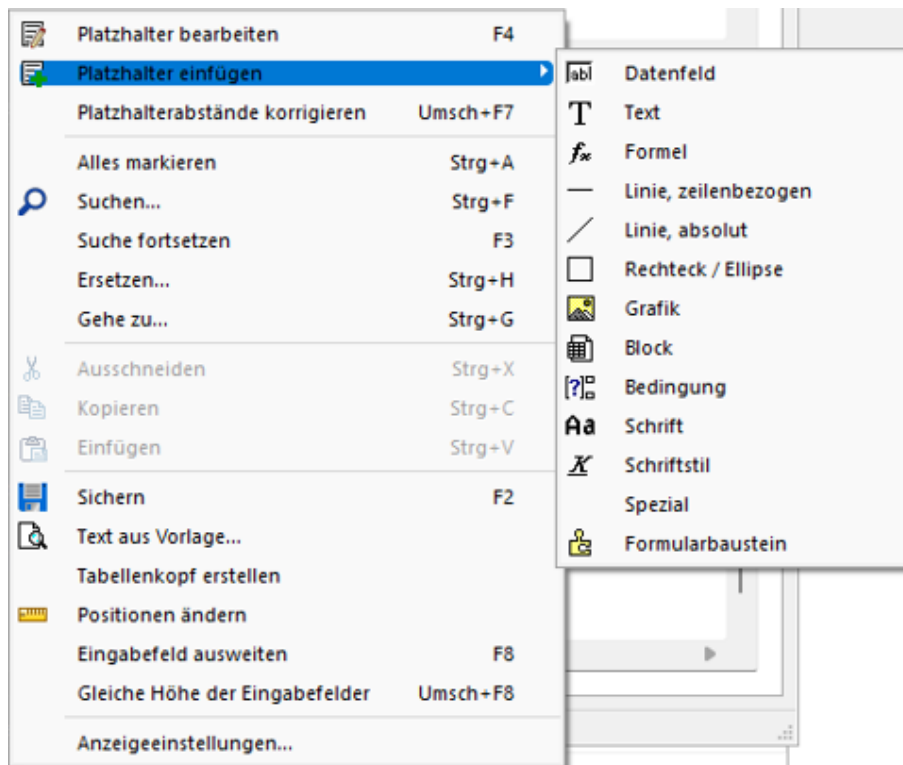 Platzhalter bearbeiten F4
Platzhalter einfügen
Platzhalterabstände korrigieren Umsch+F7
Alles markieren Strg+A
Suchen... Strg+F
Suche fortsetzen F3
Ersetzen... Strg+H
Gehe zu... Strg+G
Ausschneiden Strg+X
Kopieren Strg+C
Einfügen Strg+V
Sichern F2
Text aus Vorlage...
Tabellenkopf erstellen
Positionen ändern
Eingabefeld ausweiten F8
Gleiche Höhe der Eingabefelder Umsch+F8
Anzeigeeinstellungen...
Datenfeld
Text
Formel
Linie, zeilenbezogen
Linie, absolut
Rechteck / Ellipse
Grafik
Block
Bedingung
Schrift
Schriftstil
Spezial
Formularbaustein